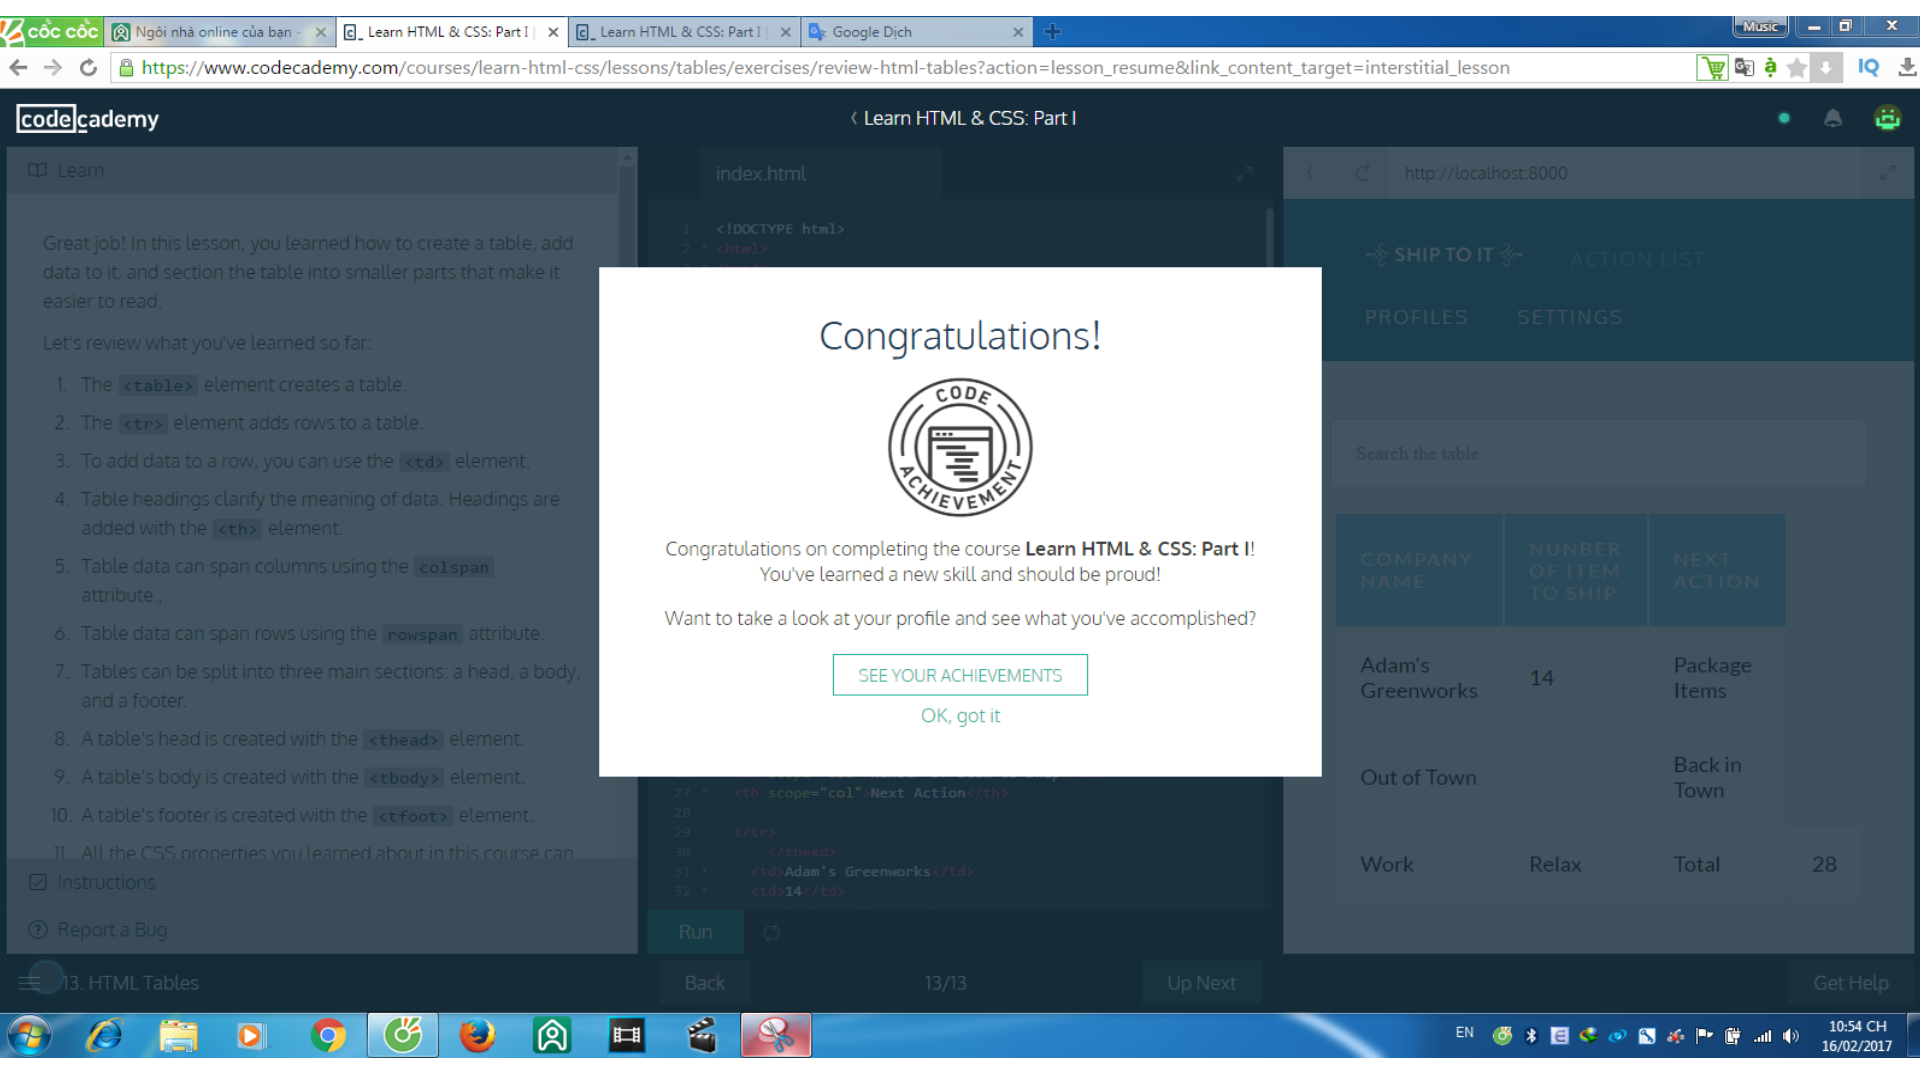 cốc cốc
Ngôi nhà online của bạn -
Learn HTML & CSS: Part I |
Learn HTML & CSS: Part I |
Google Dịch
Music
https://www.codecademy.com/courses/learn-html-css/lessons/tables/exercises/review-html-tables?action=lesson_resume&link_content_target=interstitial_lesson
IQ
codecademy
Learn HTML & CSS: Part I
Learn
Great job! In this lesson, you learned how to create a table, add
data to it, and section the table into smaller parts that make it
easier to read.
Let's review what you've learned so far:
1. The <table> element creates a table.
2. The <tr> element adds rows to a table.
3. To add data to a row, you can use the <td> element.
4. Table headings clarify the meaning of data. Headings are
added with the <th> element.
5. Table data can span columns using the colspan
attribute.,
6. Table data can span rows using the rowspan attribute.
7. Tables can be split into three main sections: a head, a body,
and a footer.
8. A table's head is created with the <thead> element.
9. A table's body is created with the <tbody> element.
10. A table's footer is created with the <tfoot> element.
11. All the CSS properties you learned about in this course can
Instructions
Report a Bug
13. HTML Tables
index.html
1 <!DOCTYPE html>
2 <html>
Congratulations!
CODE
ACHIEVEMENT
Congratulations on completing the course Learn HTML & CSS: Part I!
You've learned a new skill and should be proud!
Want to take a look at your profile and see what you've accomplished?
SEE YOUR ACHIEVEMENTS
OK, got it
27 <th scope="col">Next Action</th>
28
29 </tr>
30 </thead>
31 <td>Adam's Greenworks</td>
32 <td>14</td>
Run
Back
13/13
Up Next
http://localhost:8000
SHIP TO IT
ACTION LIST
PROFILES
SETTINGS
Search the table
COMPANY NAME
NUNBER OF ITEM TO SHIP
NEXT ACTION
Adam's Greenworks
14
Package Items
Out of Town
Back in Town
Work
Relax
Total
28
Get Help
EN
10:54 CH
16/02/2017